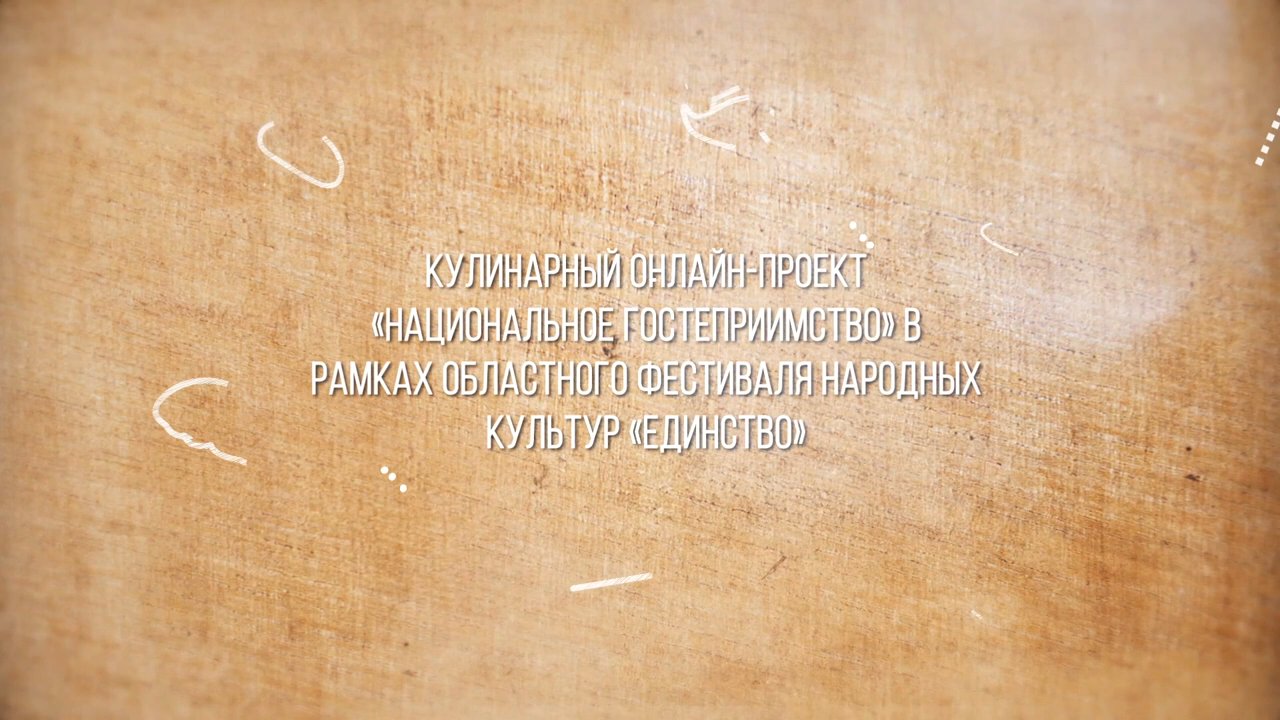 КУЛИНАРНЫЙ ОНЛАЙН-ПРОЕКТ
«НАЦИОНАЛЬНОЕ ГОСТЕПРИИМСТВО» В
РАМКАХ ОБЛАСТНОГО ФЕСТИВАЛЯ НАРОДНЫХ
КУЛЬТУР «ЕДИНСТВО»